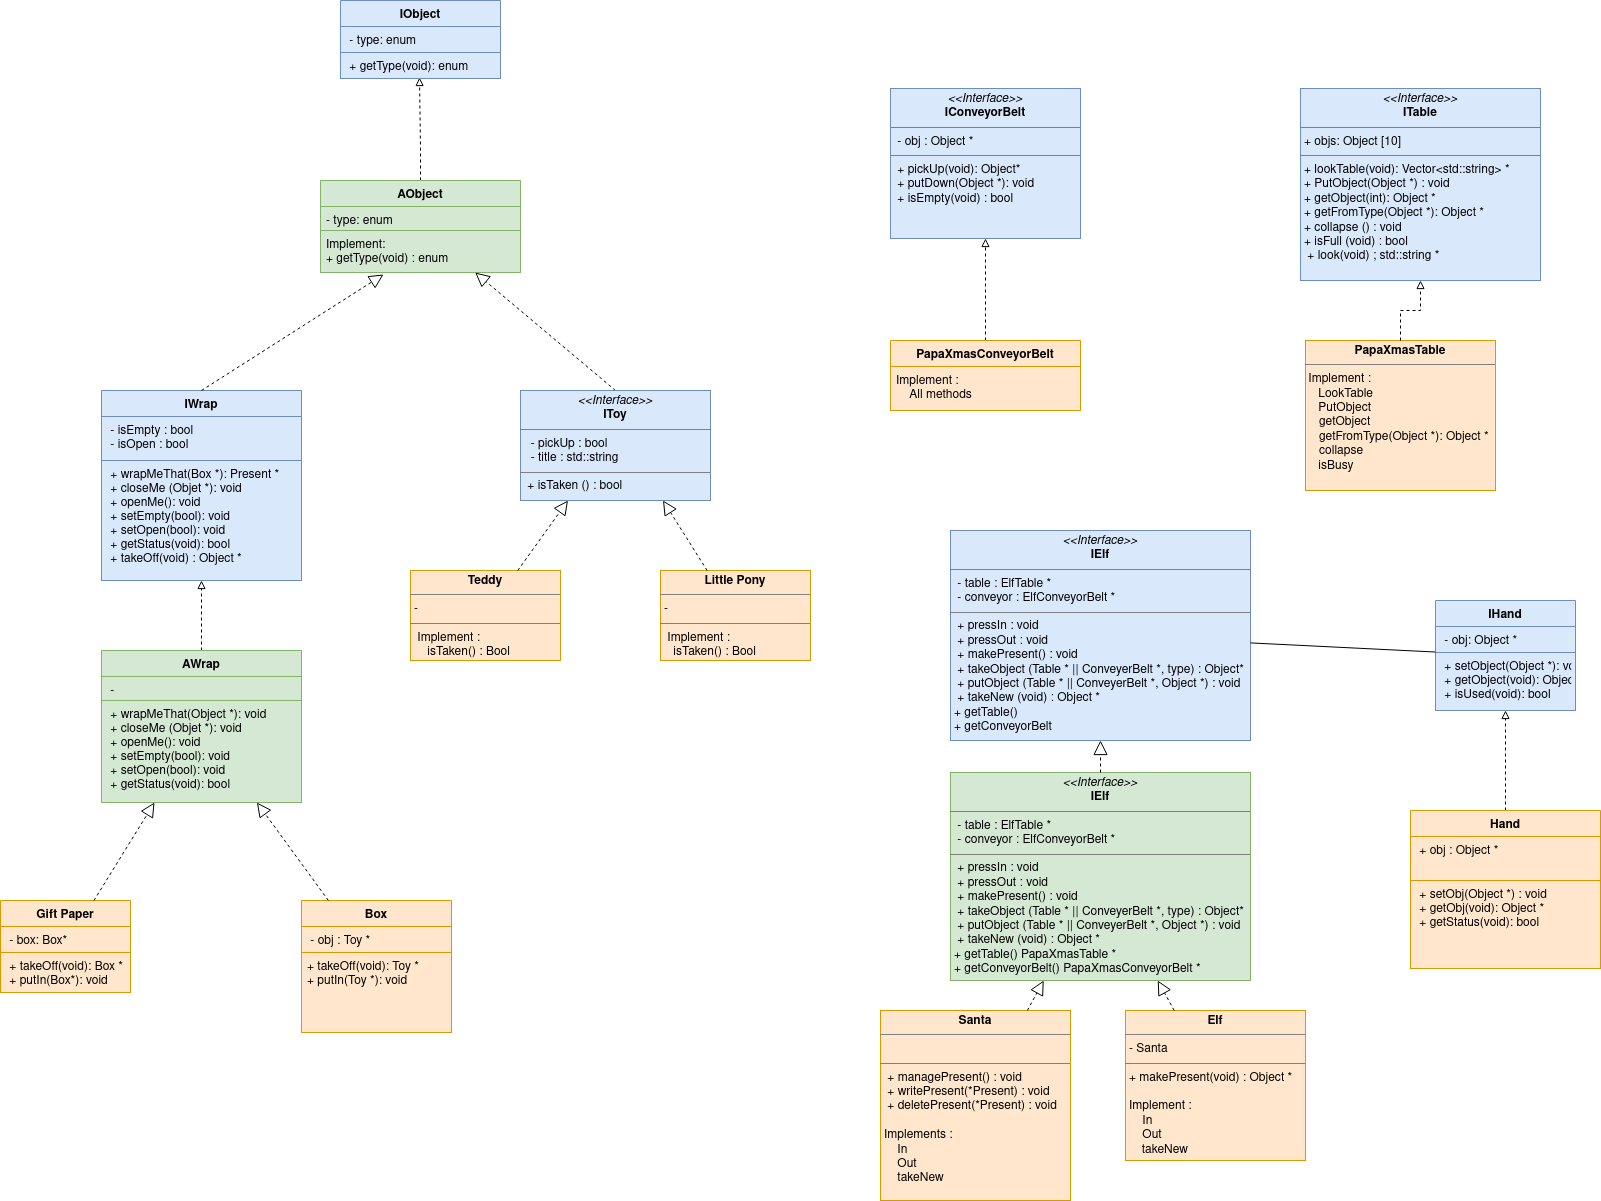 IObject
- type: enum
+ getType(void): enum
AObject
- type: enum
Implement:
+ getType(void) : enum
IWrap
- isEmpty : bool
- isOpen : bool
+ wrapMeThat(Box *): Present *
+ closeMe (Objet *): void
+ openMe(): void
+ setEmpty(bool): void
+ setOpen(bool): void
+ getStatus(void): bool
+ takeOff(void) : Object *
<<Interface>>
IToy
- pickUp : bool
- title : std::string
+ isTaken () : bool
Teddy
-
Implement :
isTaken() : Bool
Little Pony
-
Implement :
isTaken() : Bool
AWrap
-
+ wrapMeThat(Object *): void
+ closeMe (Objet *): void
+ openMe(): void
+ setEmpty(bool): void
+ setOpen(bool): void
+ getStatus(void): bool
Gift Paper
- box: Box*
+ takeOff(void): Box *
+ putIn(Box*): void
Box
- obj : Toy *
+ takeOff(void): Toy *
+ putIn(Toy *): void
<<Interface>>
IConveyorBelt
- obj : Object *
+ pickUp(void): Object*
+ putDown(Object *): void
+ isEmpty(void) : bool
PapaXmasConveyorBelt
Implement :
All methods
<<Interface>>
ITable
+ objs: Object [10]
+ lookTable(void): Vector<std::string> *
+ PutObject(Object *) : void
+ getObject(int): Object *
+ getFromType(Object *): Object *
+ collapse () : void
+ isFull (void) : bool
+ look(void) ; std::string *
PapaXmasTable
Implement :
LookTable
PutObject
getObject
getFromType(Object *): Object *
collapse
isBusy
<<Interface>>
IElf
- table : ElfTable *
- conveyor : ElfConveyorBelt *
+ pressIn : void
+ pressOut : void
+ makePresent() : void
+ takeObject (Table * || ConveyerBelt *, type) : Object*
+ putObject (Table * || ConveyerBelt *, Object *) : void
+ takeNew (void) : Object *
+ getTable()
+ getConveyorBelt
<<Interface>>
IElf
- table : ElfTable *
- conveyor : ElfConveyorBelt *
+ pressIn : void
+ pressOut : void
+ makePresent() : void
+ takeObject (Table * || ConveyerBelt *, type) : Object*
+ putObject (Table * || ConveyerBelt *, Object *) : void
+ takeNew (void) : Object *
+ getTable() PapaXmasTable *
+ getConveyorBelt() PapaXmasConveyorBelt *
Santa
+ managePresent() : void
+ writePresent(*Present) : void
+ deletePresent(*Present) : void
Implements :
In
Out
takeNew
Elf
- Santa
+ makePresent(void) : Object *
Implement :
In
Out
takeNew
IHand
- obj: Object *
+ setObject(Object *): vo
+ getObject(void): Objec
+ isUsed(void): bool
Hand
+ obj : Object *
+ setObj(Object *) : void
+ getObj(void): Object *
+ getStatus(void): bool